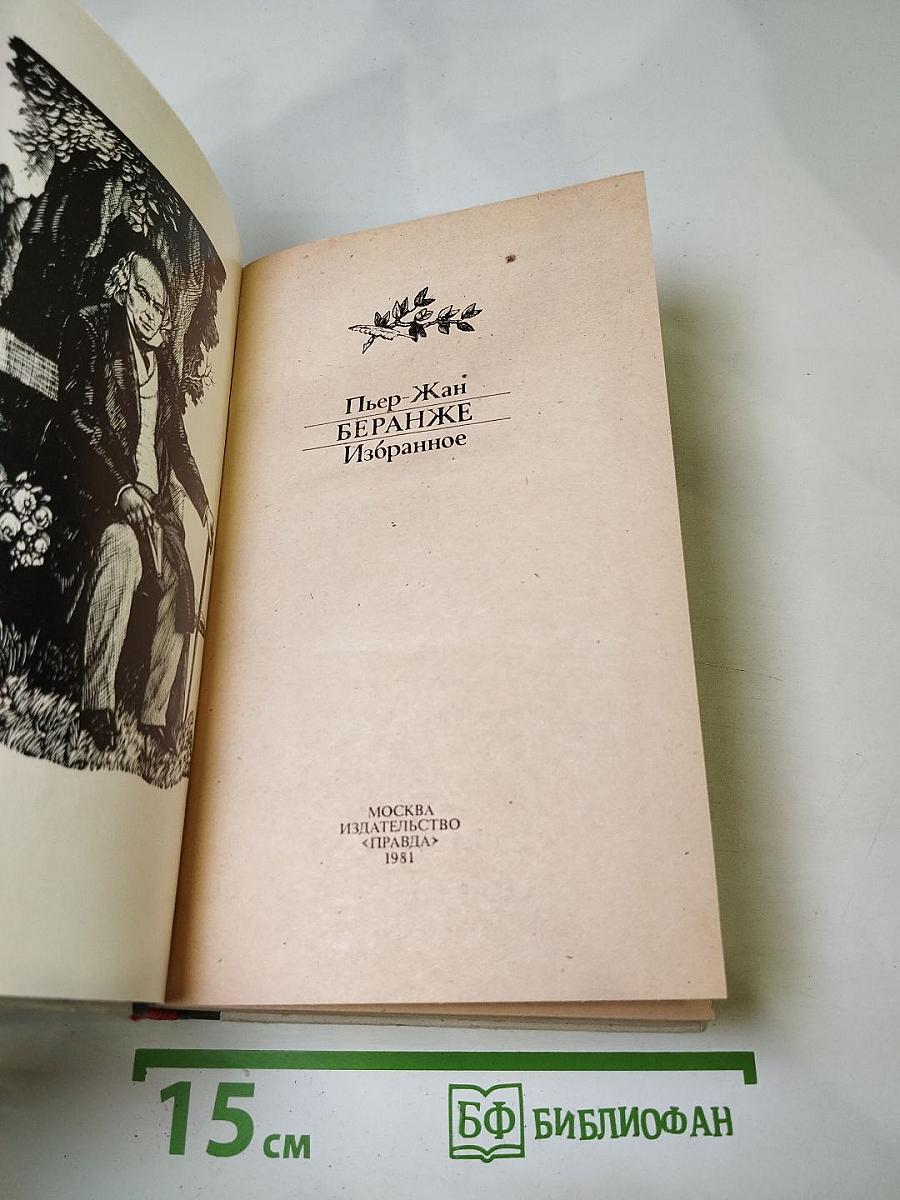 Пьер-Жан
БЕРАНЖЕ
Избранное
МОСКВА
ИЗДАТЕЛЬСТВО
«ПРАВДА»
1981
15 см
БФ БИБЛИОФАН